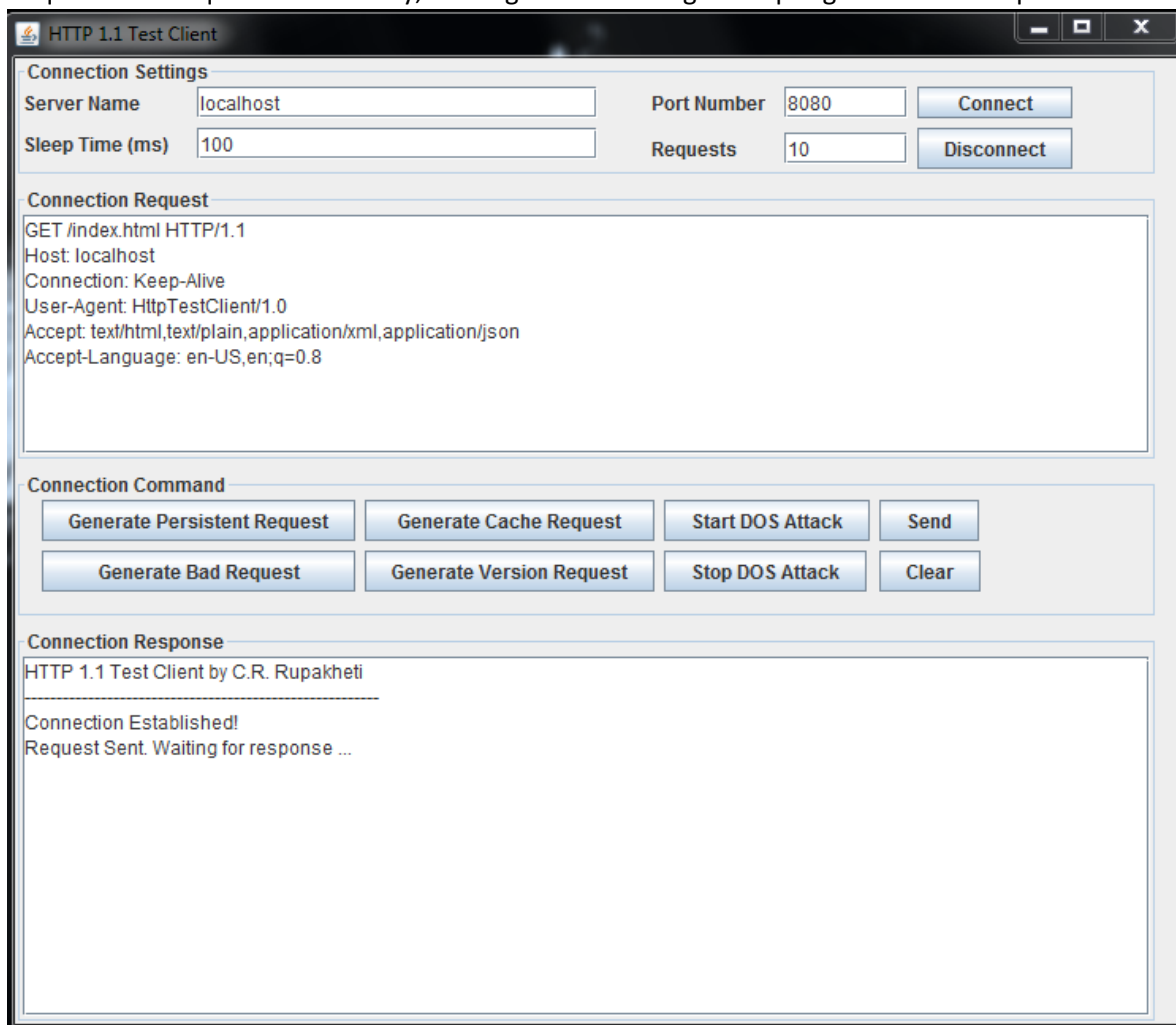 HTTP 1.1 Test Client
Connection Settings
Server Name localhost Port Number 8080 Connect
Sleep Time (ms) 100 Requests 10 Disconnect
Connection Request
GET /index.html HTTP/1.1
Host: localhost
Connection: Keep-Alive
User-Agent: HttpTestClient/1.0
Accept: text/html,text/plain,application/xml,application/json
Accept-Language: en-US,en;q=0.8
Connection Command
Generate Persistent Request Generate Cache Request Start DOS Attack Send
Generate Bad Request Generate Version Request Stop DOS Attack Clear
Connection Response
HTTP 1.1 Test Client by C.R. Rupakheti
------------------------------------------------------------
Connection Established!
Request Sent. Waiting for response ...